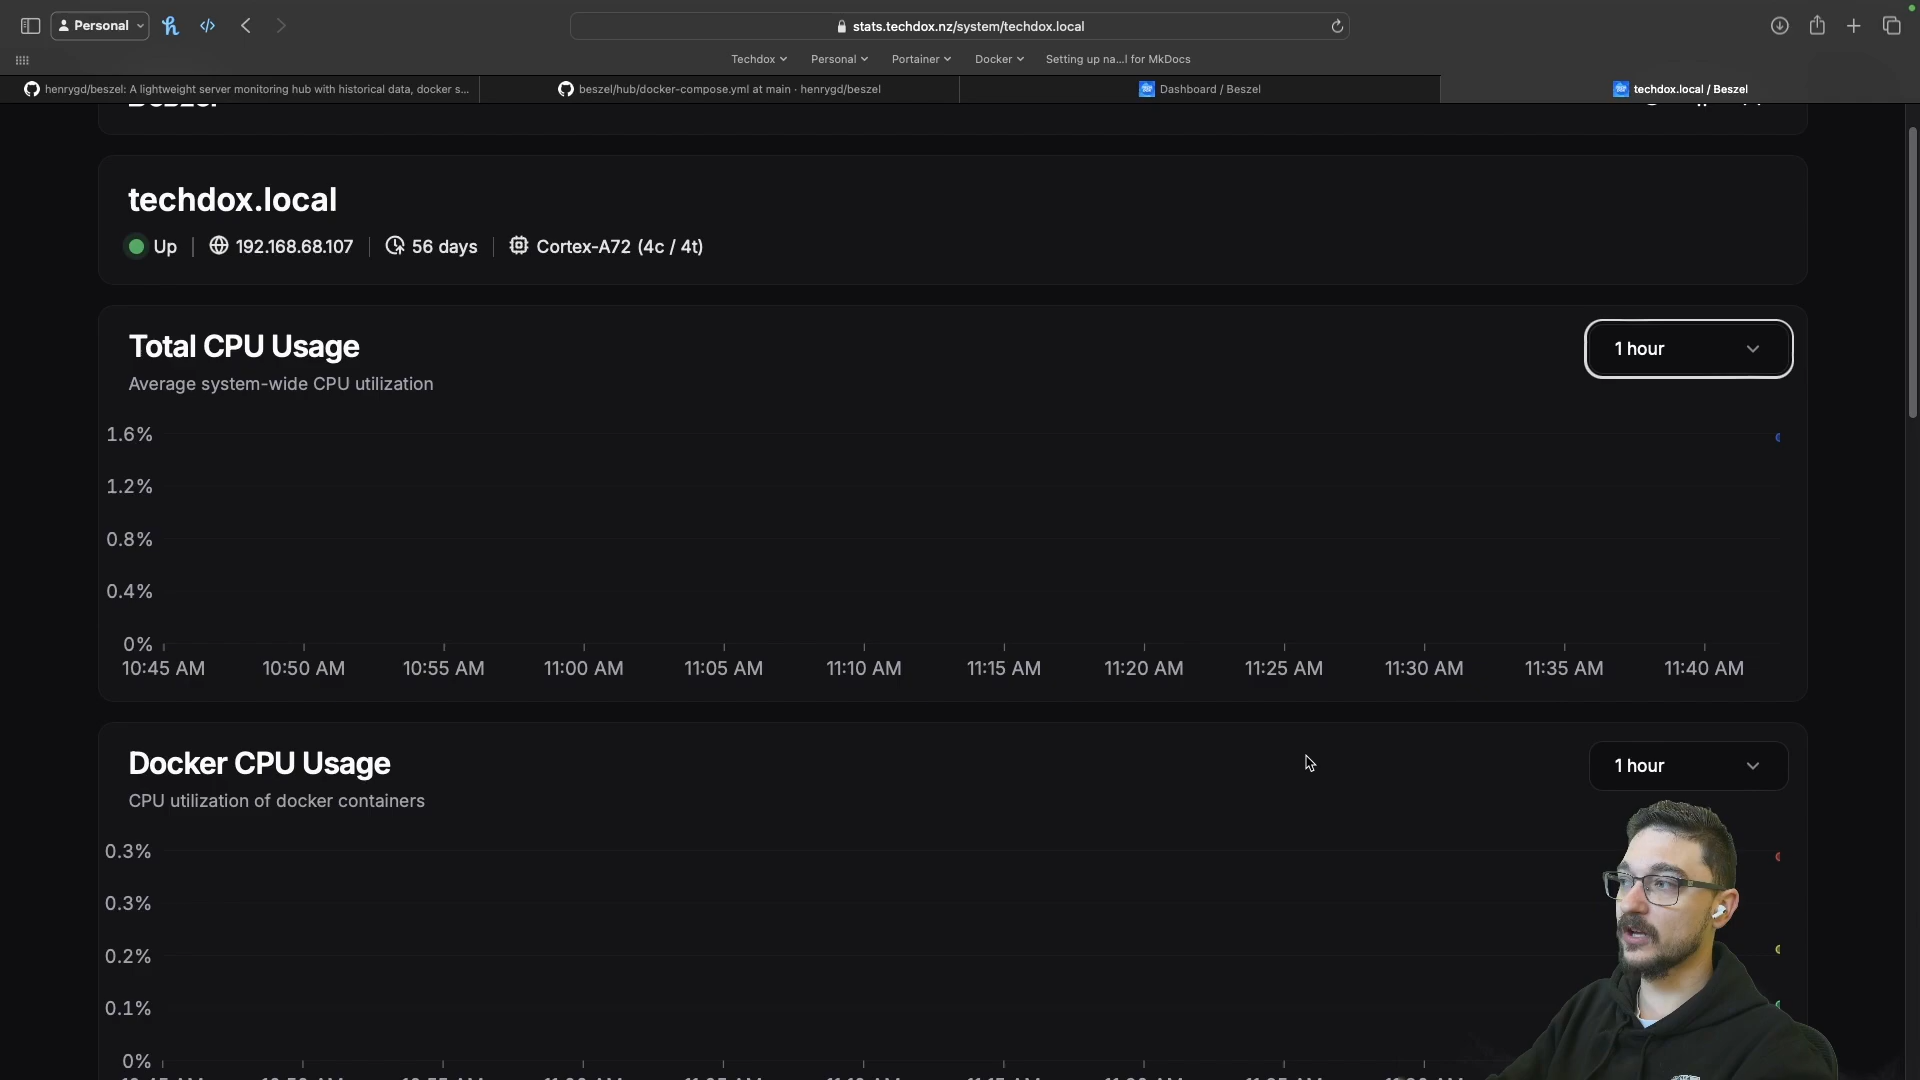 Personal
stats.techdox.nz/system/techdox.local
Techdox
Personal
Portainer
Docker
Setting up na...l for MkDocs
henrygd/beszel: A lightweight server monitoring hub with historical data, docker s...
beszel/hub/docker-compose.yml at main · henrygd/beszel
Dashboard / Beszel
techdox.local / Beszel
techdox.local
Up
192.168.68.107
56 days
Cortex-A72 (4c / 4t)
Total CPU Usage
1 hour
Average system-wide CPU utilization
1.6%
1.2%
0.8%
0.4%
0%
10:45 AM 10:50 AM 10:55 AM 11:00 AM 11:05 AM 11:10 AM 11:15 AM 11:20 AM 11:25 AM 11:30 AM 11:35 AM 11:40 AM
Docker CPU Usage
1 hour
CPU utilization of docker containers
0.3%
0.3%
0.2%
0.1%
0%